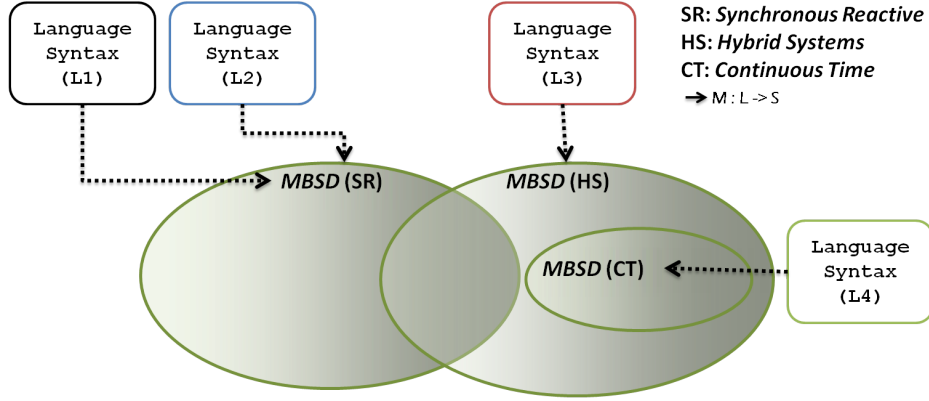 Language
Syntax
(L1)
Language
Syntax
(L2)
Language
Syntax
(L3)
SR: Synchronous Reactive
HS: Hybrid Systems
CT: Continuous Time
M : L -> S
MBSD (SR)
MBSD (HS)
MBSD (CT)
Language
Syntax
(L4)